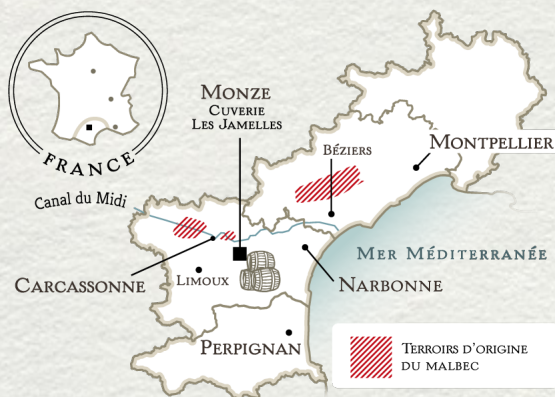 FRANCE
MONZE
CUVERIE
LES JAMELLES
BÉZIERS
MONTPELLIER
Canal du Midi
MER MÉDITERRANÉE
CARCASSONNE
LIMOUX
NARBONNE
PERPIGNAN
TERROIRS D'ORIGINE
DU MALBEC